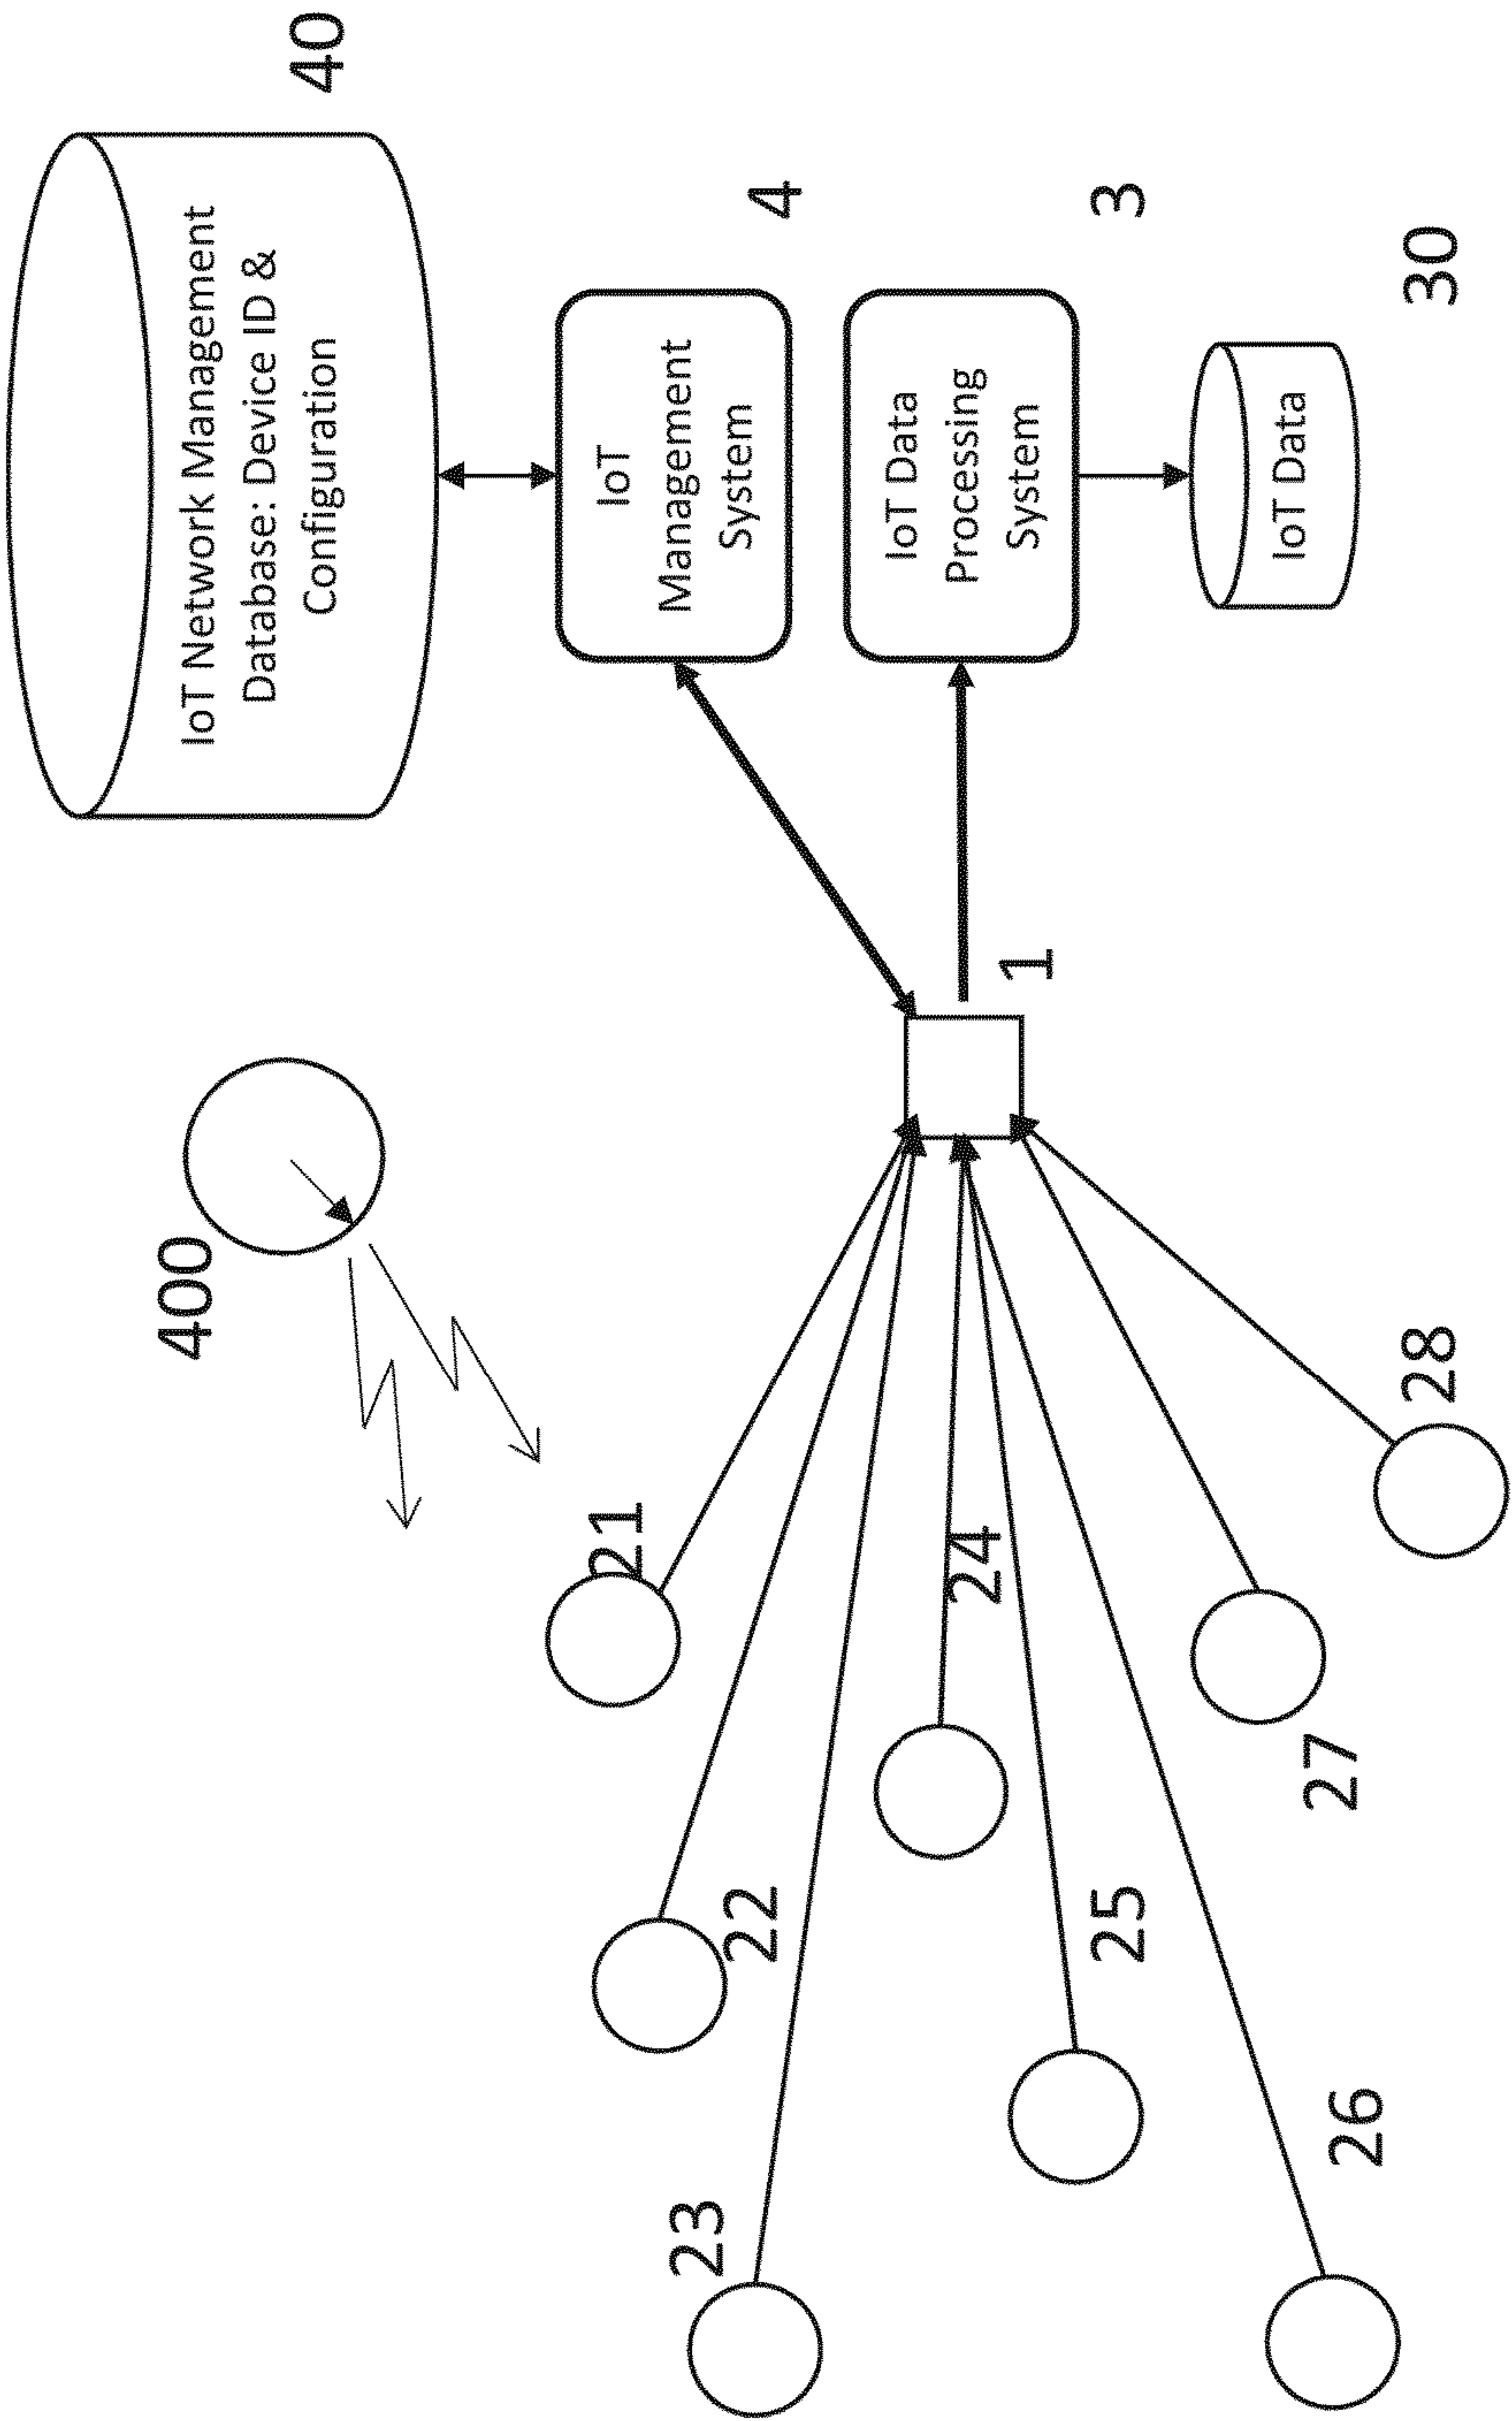 IoT Network Management
Database: Device ID &
Configuration
40
IoT
Management
System
4
IoT Data
Processing
System
3
IoT Data
30
1
400
21
22
23
24
25
26
27
28